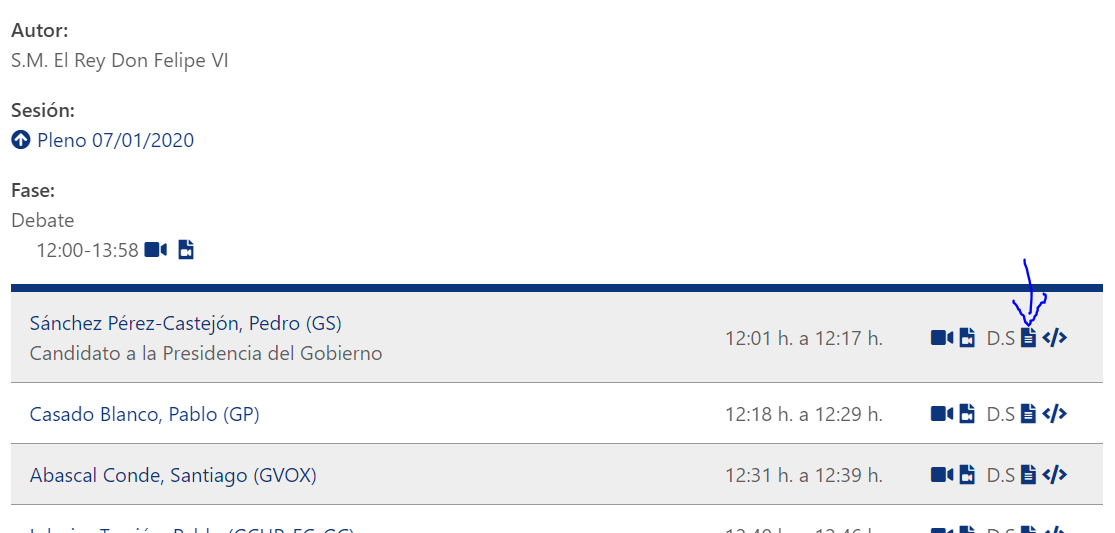 Autor:
S.M. El Rey Don Felipe VI
Sesión:
Pleno 07/01/2020
Fase:
Debate
12:00-13:58
Sánchez Pérez-Castejón, Pedro (GS) 12:01 h. a 12:17 h. D.S
Candidato a la Presidencia del Gobierno
Casado Blanco, Pablo (GP) 12:18 h. a 12:29 h. D.S
Abascal Conde, Santiago (GVOX) 12:31 h. a 12:39 h. D.S